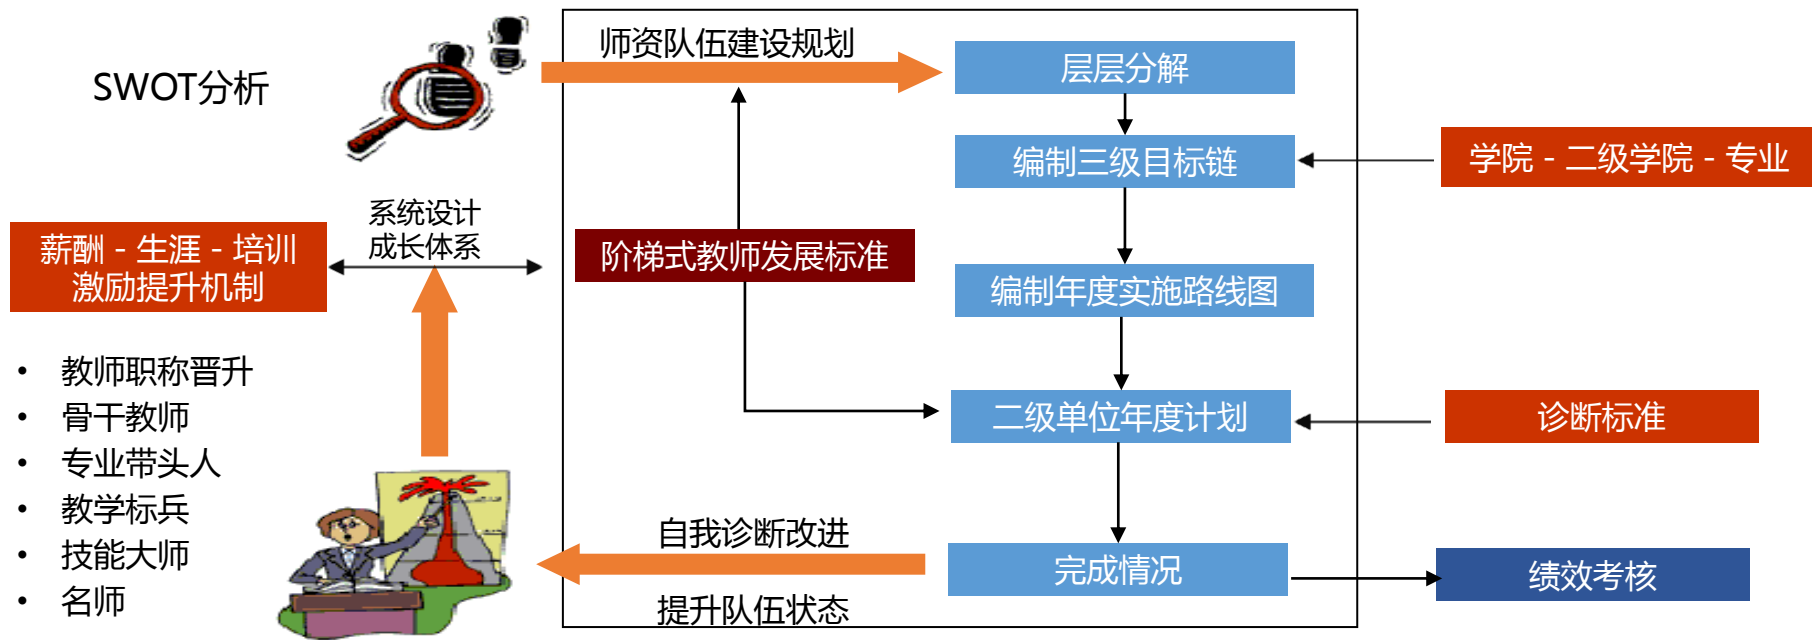 SWOT分析
师资队伍建设规划
层层分解
编制三级目标链
学院 - 二级学院 - 专业
系统设计
成长体系
薪酬 - 生涯 - 培训
激励提升机制
阶梯式教师发展标准
编制年度实施路线图
• 教师职称晋升
• 骨干教师
• 专业带头人
• 教学标兵
• 技能大师
• 名师
二级单位年度计划
诊断标准
自我诊断改进
提升队伍状态
完成情况
绩效考核